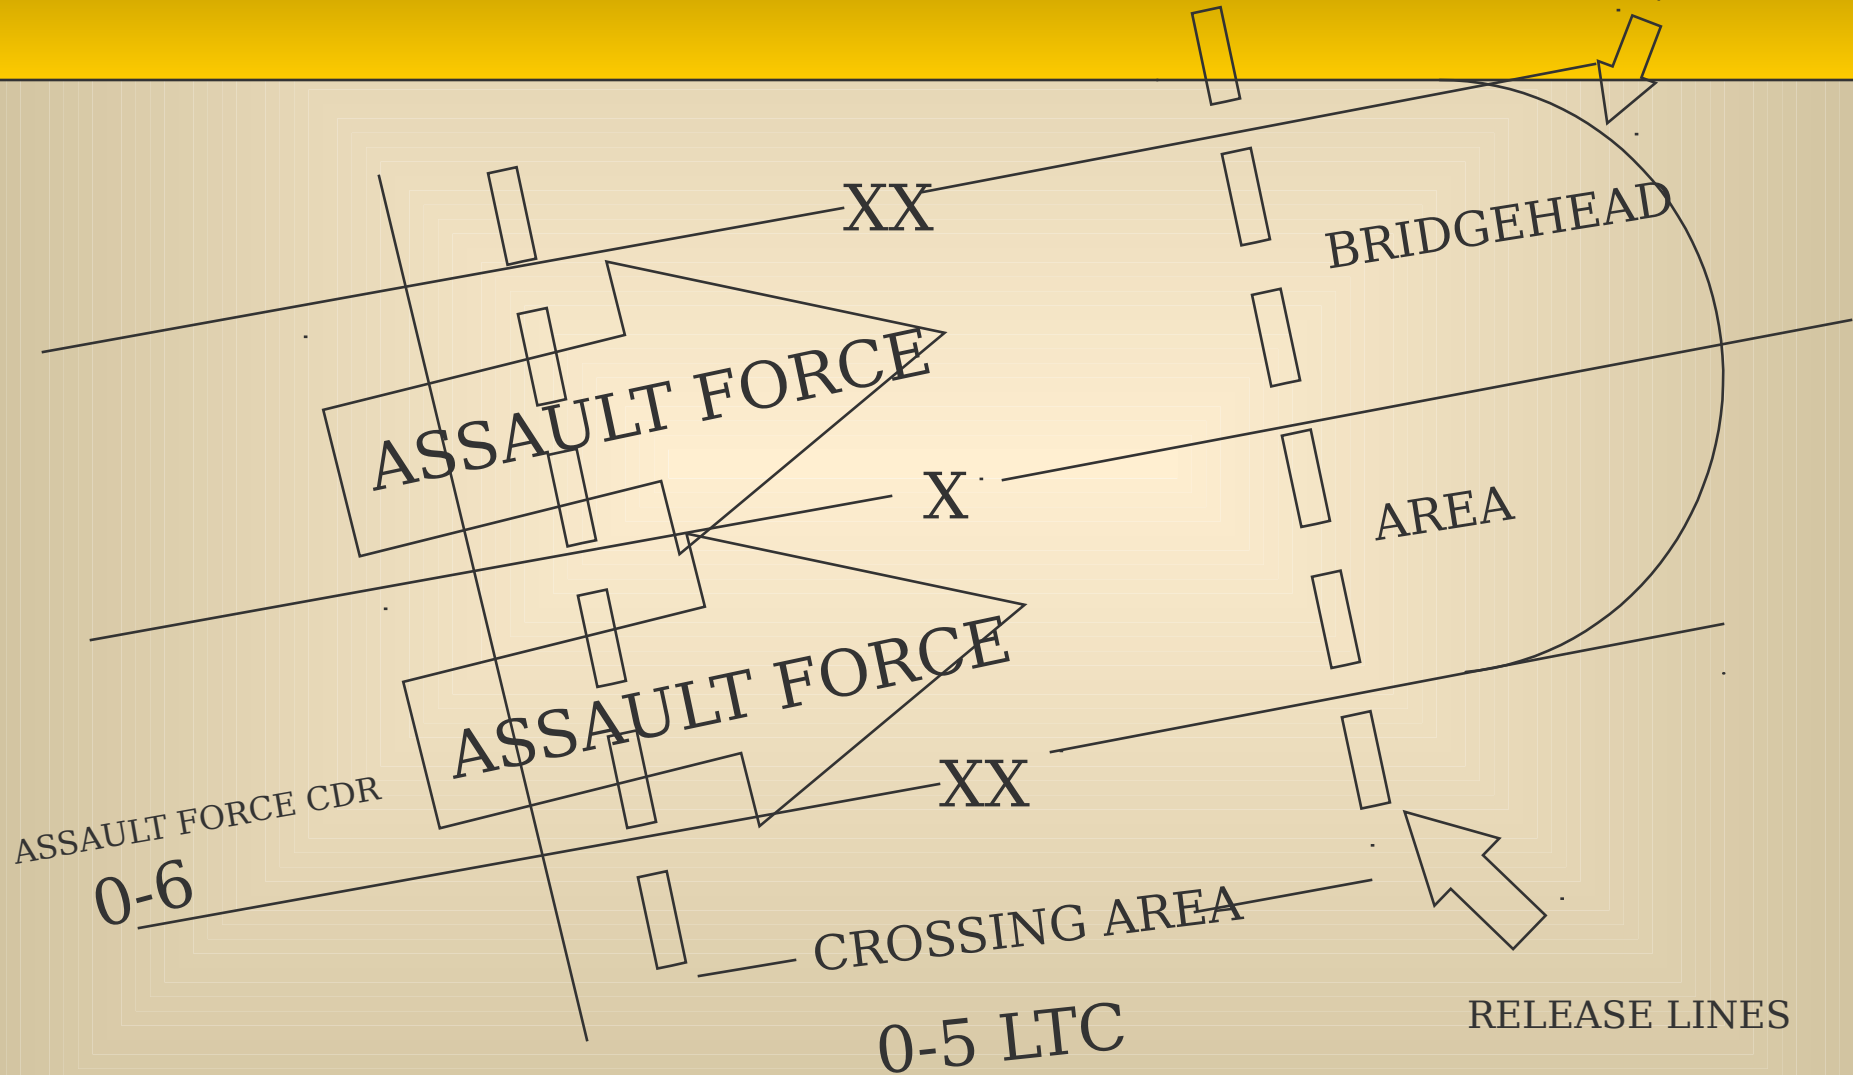 XX
BRIDGEHEAD
ASSAULT FORCE
X
AREA
ASSAULT FORCE
XX
ASSAULT FORCE CDR
0-6
CROSSING AREA
0-5 LTC
RELEASE LINES